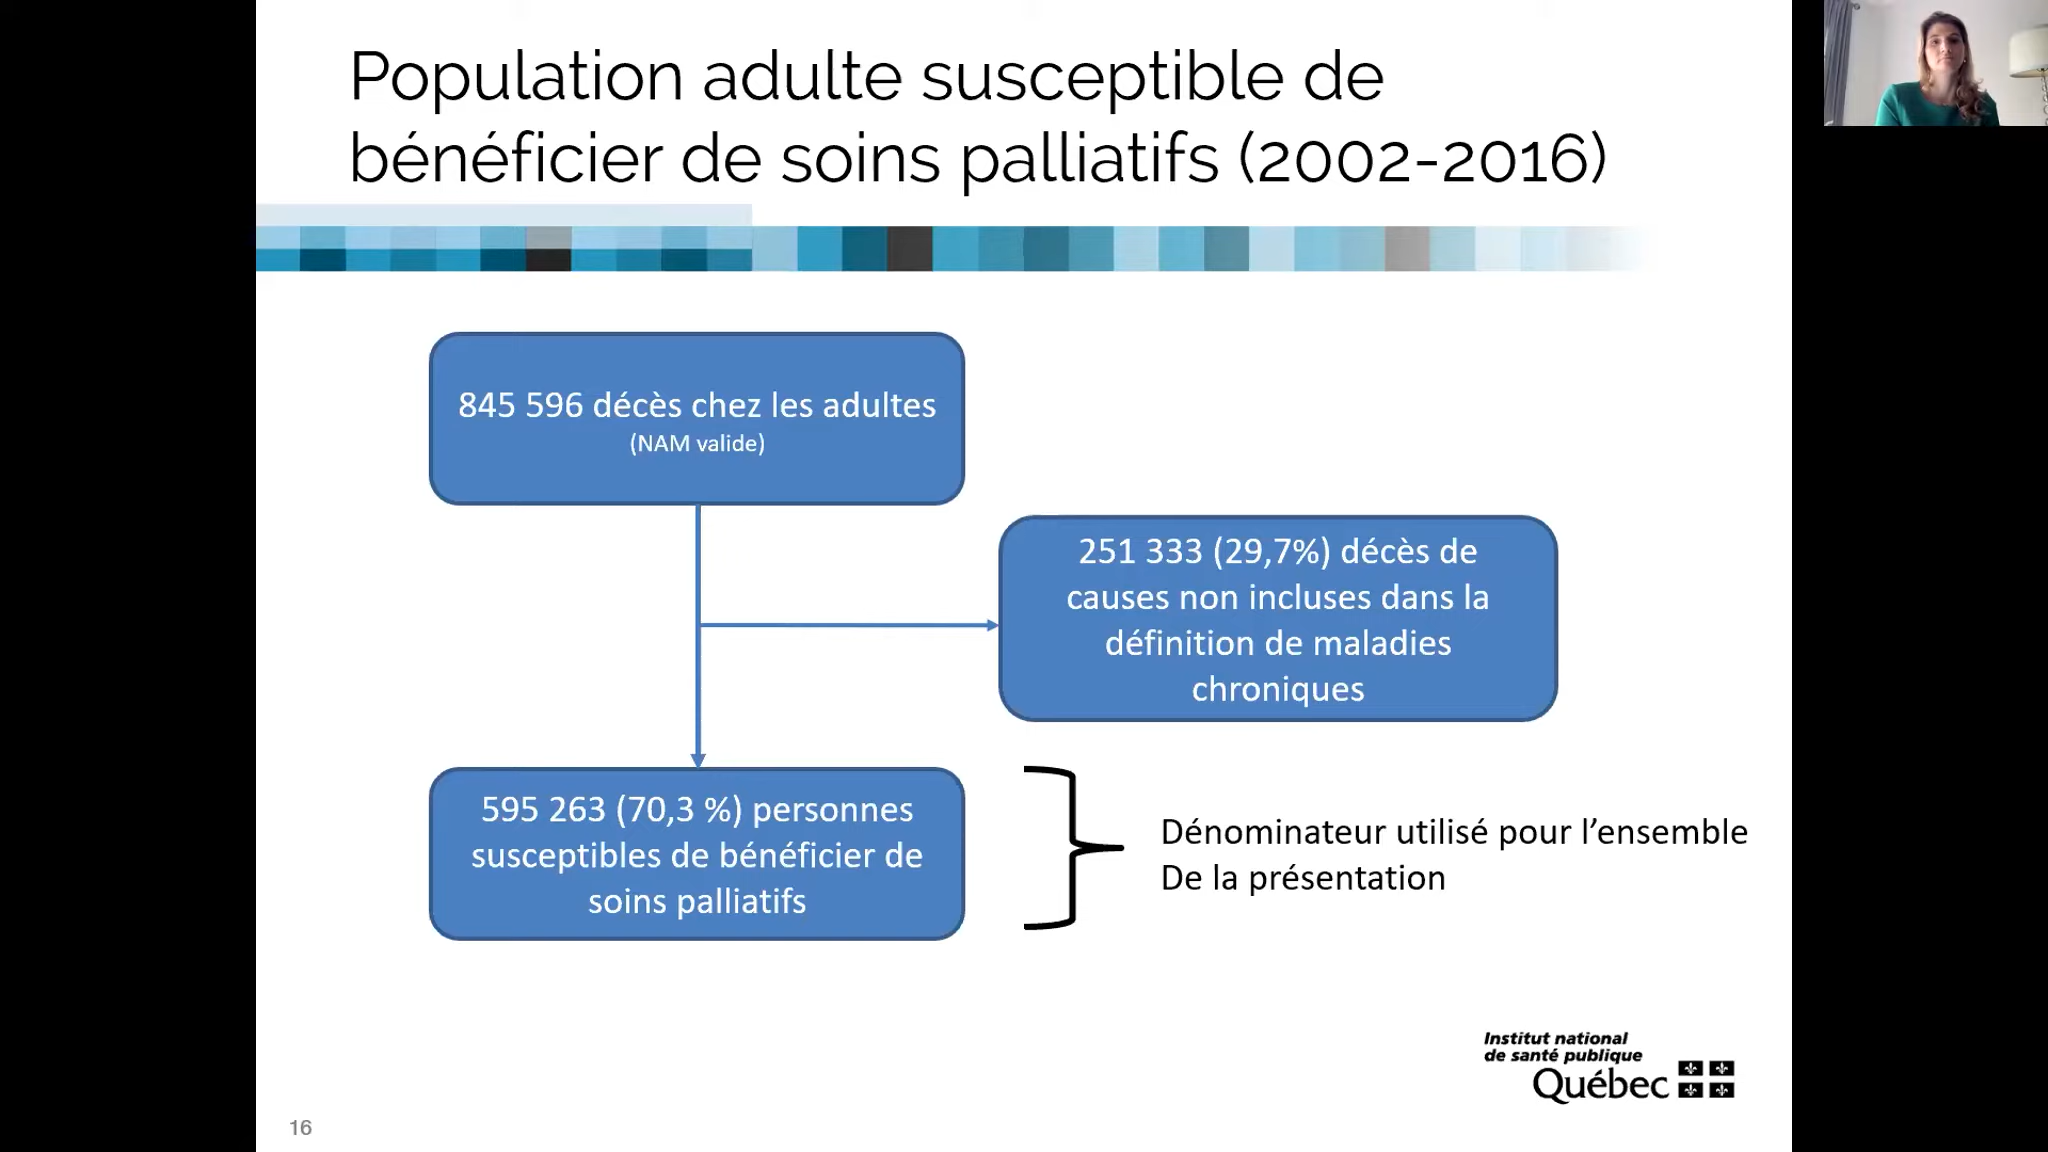 Population adulte susceptible de
bénéficier de soins palliatifs (2002-2016)
845 596 décès chez les adultes
(NAM valide)
251 333 (29,7%) décès de
causes non incluses dans la
définition de maladies
chroniques
595 263 (70,3 %) personnes
susceptibles de bénéficier de
soins palliatifs
Dénominateur utilisé pour l’ensemble
De la présentation
Institut national
de santé publique
Québec
16